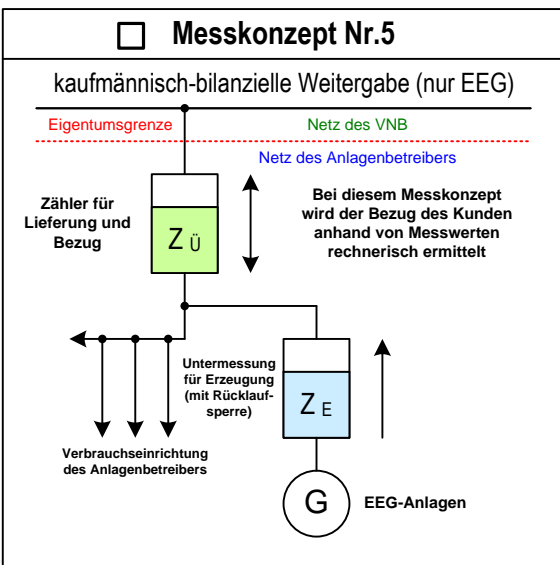 Messkonzept Nr.5
kaufmännisch-bilanzielle Weitergabe (nur EEG)
Eigentumsgrenze
Netz des VNB
Netz des Anlagenbetreibers
Zähler für
Lieferung und
Bezug
Z Ü
Bei diesem Messkonzept
wird der Bezug des Kunden
anhand von Messwerten
rechnerisch ermittelt
Untermessung
für Erzeugung
(mit Rücklauf-
sperre)
Z E
Verbrauchseinrichtung
des Anlagenbetreibers
G
EEG-Anlagen